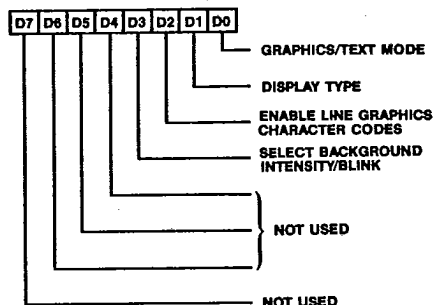 D7 D6 D5 D4 D3 D2 D1 D0
GRAPHICS/TEXT MODE
DISPLAY TYPE
ENABLE LINE GRAPHICS
CHARACTER CODES
SELECT BACKGROUND
INTENSITY/BLINK
NOT USED
NOT USED